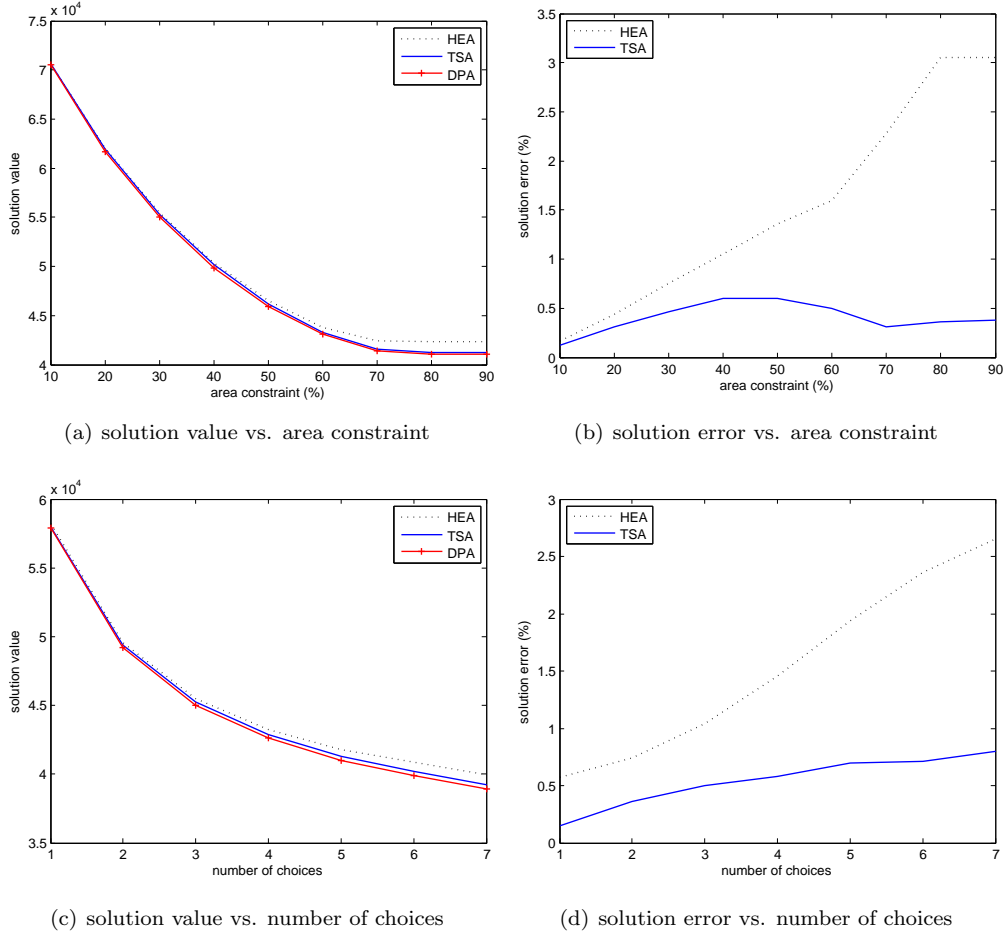 x 10^4
7.5
7
6.5
6
5.5
5
4.5
4
10 20 30 40 50 60 70 80 90
area constraint (%)
solution value
HEA
TSA
DPA
(a) solution value vs. area constraint
3.5
3
2.5
2
1.5
1
0.5
0
10 20 30 40 50 60 70 80 90
area constraint (%)
solution error (%)
HEA
TSA
(b) solution error vs. area constraint
x 10^4
6
5.5
5
4.5
4
3.5
1 2 3 4 5 6 7
number of choices
solution value
HEA
TSA
DPA
(c) solution value vs. number of choices
3
2.5
2
1.5
1
0.5
0
1 2 3 4 5 6 7
number of choices
solution error (%)
HEA
TSA
(d) solution error vs. number of choices